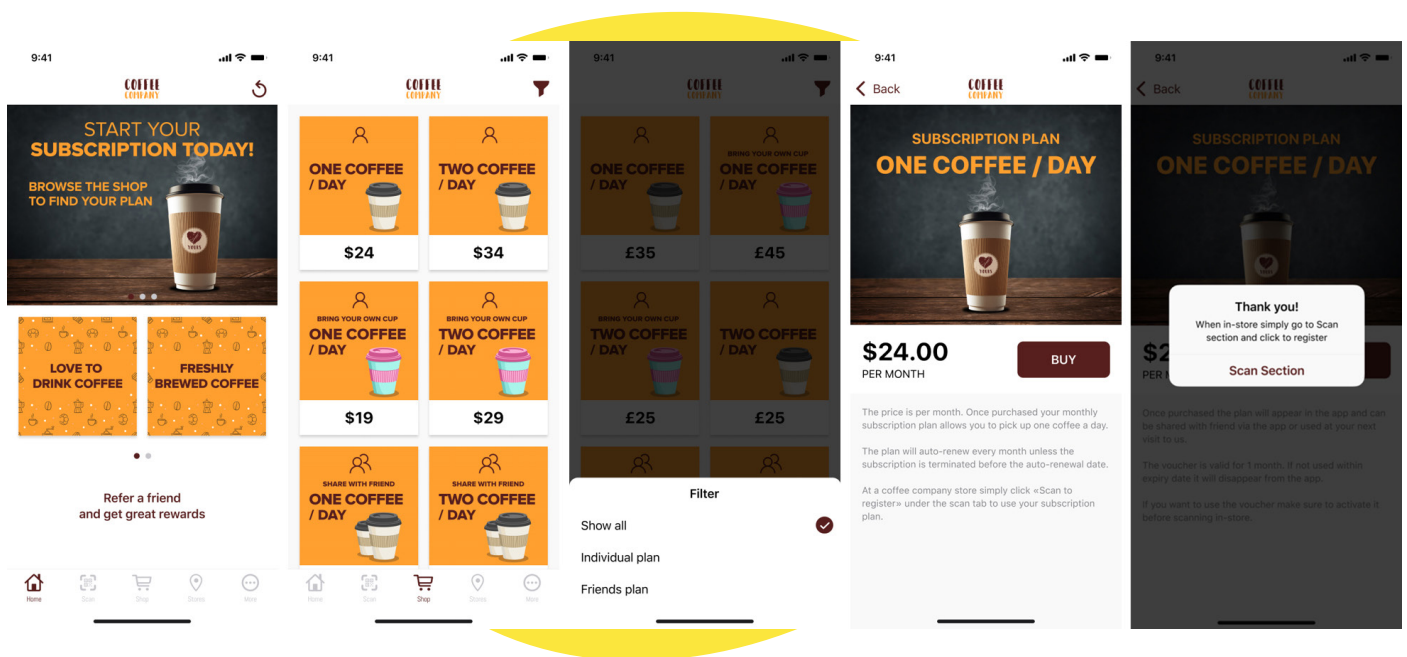 9:41
COFFEE
COMPANY
START YOUR
SUBSCRIPTION TODAY!
BROWSE THE SHOP
TO FIND YOUR PLAN
YOURS
LOVE TO
DRINK COFFEE
FRESHLY
BREWED COFFEE
Refer a friend
and get great rewards
Home
Scan
Shop
Stores
More
9:41
COFFEE
COMPANY
ONE COFFEE
/ DAY
$24
TWO COFFEE
/ DAY
$34
BRING YOUR OWN CUP
ONE COFFEE
/ DAY
$19
BRING YOUR OWN CUP
TWO COFFEE
/ DAY
$29
SHARE WITH FRIEND
ONE COFFEE
/ DAY
SHARE WITH FRIEND
TWO COFFEE
/ DAY
Home
Scan
Shop
Stores
More
9:41
COFFEE
COMPANY
ONE COFFEE
/ DAY
£35
BRING YOUR OWN CUP
ONE COFFEE
/ DAY
£45
BRING YOUR OWN CUP
TWO COFFEE
/ DAY
£25
TWO COFFEE
/ DAY
£25
Filter
Show all
Individual plan
Friends plan
9:41
Back
COFFEE
COMPANY
SUBSCRIPTION PLAN
ONE COFFEE / DAY
YOURS
$24.00
PER MONTH
BUY
The price is per month. Once purchased your monthly
subscription plan allows you to pick up one coffee a day.
The plan will auto-renew every month unless the
subscription is terminated before the auto-renewal date.
At a coffee company store simply click «Scan to
register» under the scan tab to use your subscription
plan.
9:41
Back
COFFEE
COMPANY
SUBSCRIPTION PLAN
ONE COFFEE / DAY
YOURS
Thank you!
When in-store simply go to Scan
section and click to register
Scan Section
$2
PER M
Once purchased the plan will appear in the app and can
be shared with friend via the app or used at your next
visit to us.
The voucher is valid for 1 month. If not used within
expiry date it will disappear from the app.
If you want to use the voucher make sure to activate it
before scanning in-store.